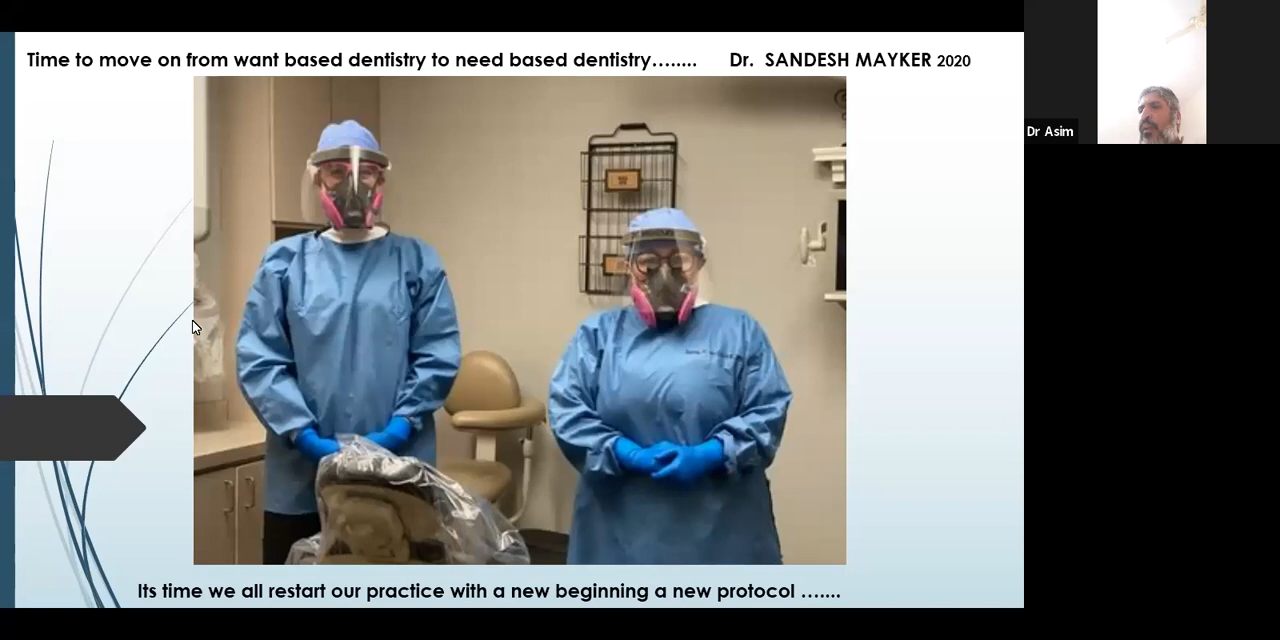 Time to move on from want based dentistry to need based dentistry…..... Dr. SANDESH MAYKER 2020
Dr Asim
Its time we all restart our practice with a new beginning a new protocol …....